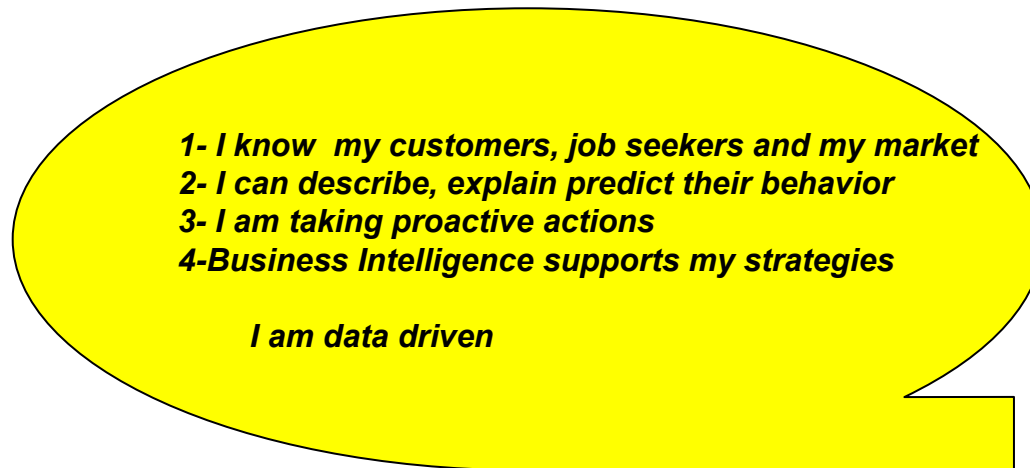 1- I know  my customers, job seekers and my market
2- I can describe, explain predict their behavior
3- I am taking proactive actions
4-Business Intelligence supports my strategies
I am data driven